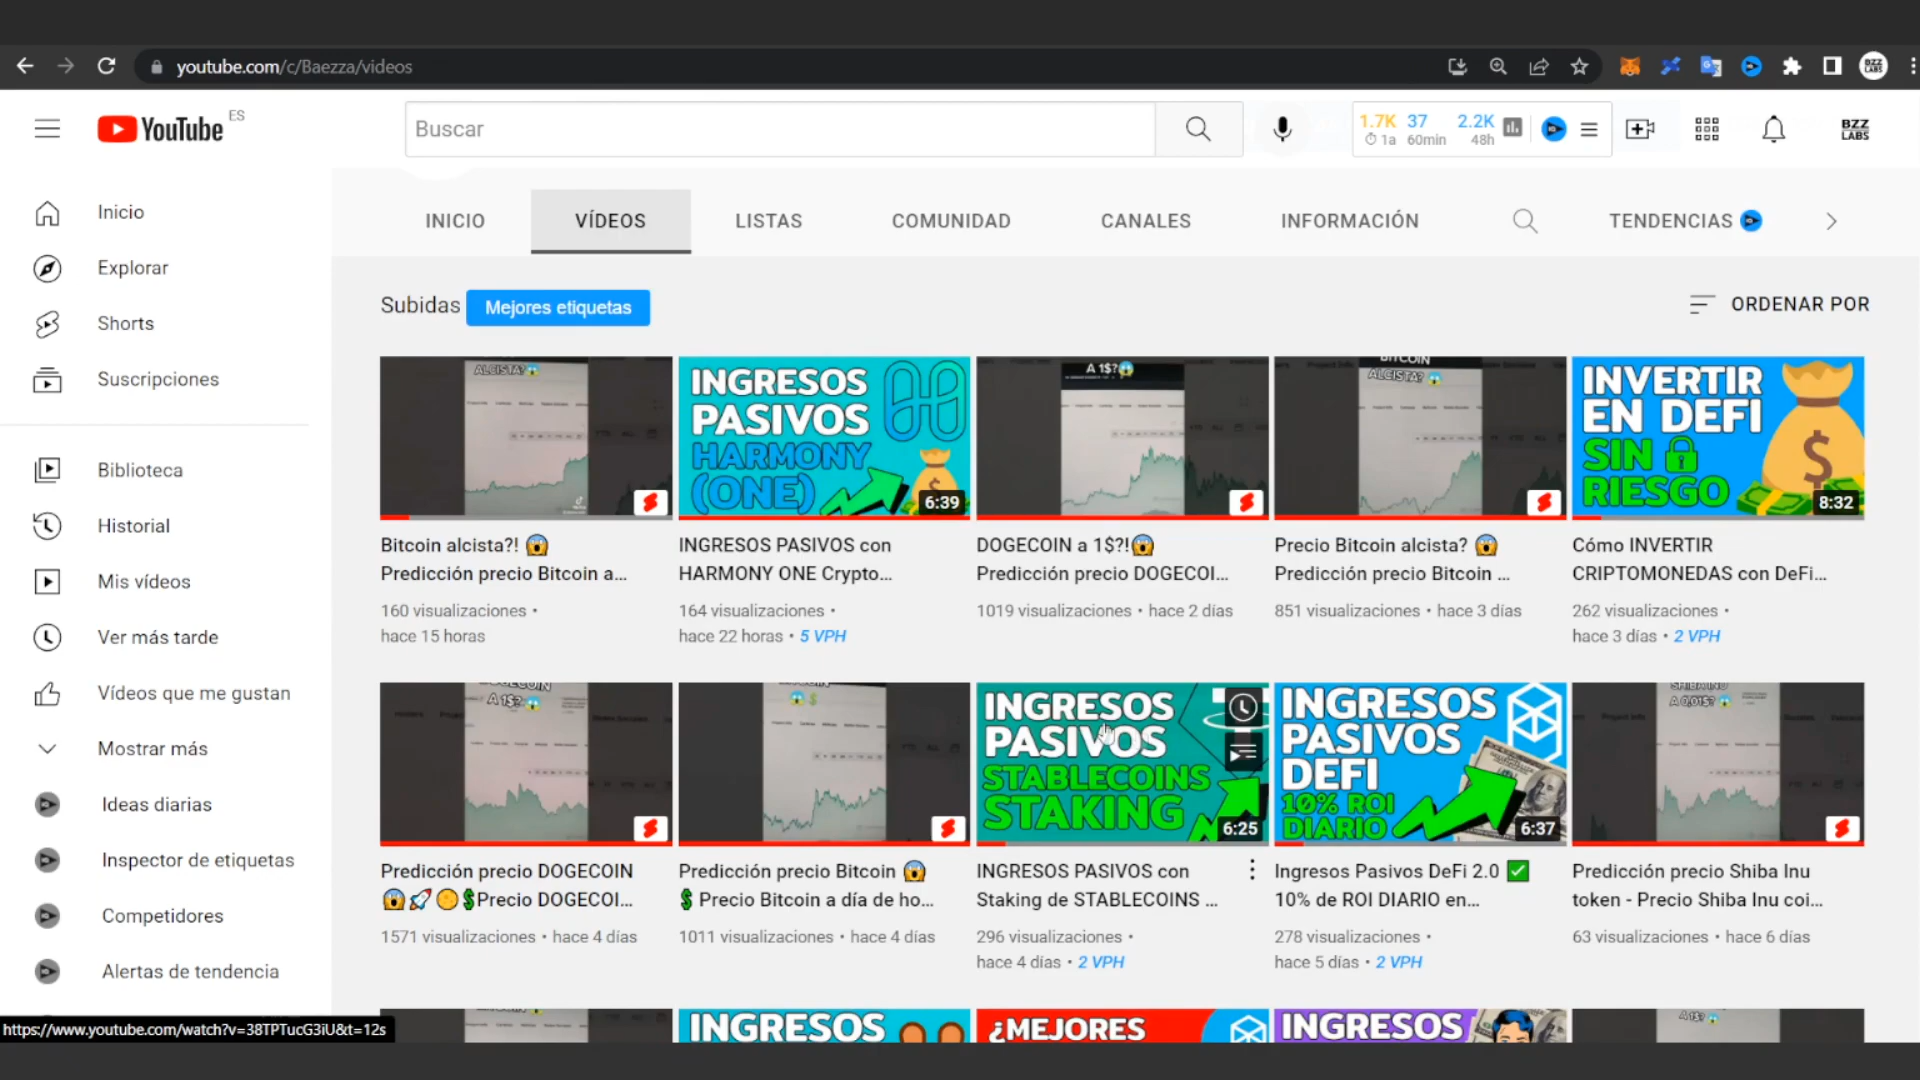 youtube.com/c/Baezza/videos
BZZ
LABS
YouTube
ES
Buscar
1.7K 37 2.2K
1a 60min 48h
BZZ
LABS
Inicio
Explorar
Shorts
Suscripciones
Biblioteca
Historial
Mis vídeos
Ver más tarde
Vídeos que me gustan
Mostrar más
Ideas diarias
Inspector de etiquetas
Competidores
Alertas de tendencia
INICIO
VÍDEOS
LISTAS
COMUNIDAD
CANALES
INFORMACIÓN
TENDENCIAS
Subidas
Mejores etiquetas
ORDENAR POR
ALCISTA?😱
Bitcoin alcista?! 😱
Predicción precio Bitcoin a...
160 visualizaciones •
hace 15 horas
INGRESOS
PASIVOS
HARMONY
(ONE)
6:39
INGRESOS PASIVOS con
HARMONY ONE Crypto...
164 visualizaciones •
hace 22 horas • 5 VPH
A 1$?😱
DOGECOIN a 1$?!😱
Predicción precio DOGECOI...
1019 visualizaciones • hace 2 días
BITCOIN
ALCISTA? 😱
Precio Bitcoin alcista? 😱
Predicción precio Bitcoin ...
851 visualizaciones • hace 3 días
INVERTIR
EN DEFI
SIN
RIESGO
8:32
Cómo INVERTIR
CRIPTOMONEDAS con DeFi...
262 visualizaciones •
hace 3 días • 2 VPH
DOGECOIN
A 1$?😱
Predicción precio DOGECOIN
😱🚀🌕💲Precio DOGECOI...
1571 visualizaciones • hace 4 días
Predicción precio Bitcoin 😱
💲 Precio Bitcoin a día de ho...
1011 visualizaciones • hace 4 días
INGRESOS
PASIVOS
STABLECOINS
STAKING
6:25
INGRESOS PASIVOS con
Staking de STABLECOINS ...
296 visualizaciones •
hace 4 días • 2 VPH
INGRESOS
PASIVOS
DEFI
10% ROI
DIARIO
6:37
Ingresos Pasivos DeFi 2.0 ✅
10% de ROI DIARIO en...
278 visualizaciones •
hace 5 días • 2 VPH
SHIBA INU
A 0,01$? 😱
Predicción precio Shiba Inu
token - Precio Shiba Inu coi...
63 visualizaciones • hace 6 días
INGRESOS
¿MEJORES
INGRESOS
A 1$?
https://www.youtube.com/watch?v=38TPTucG3iU&t=12s